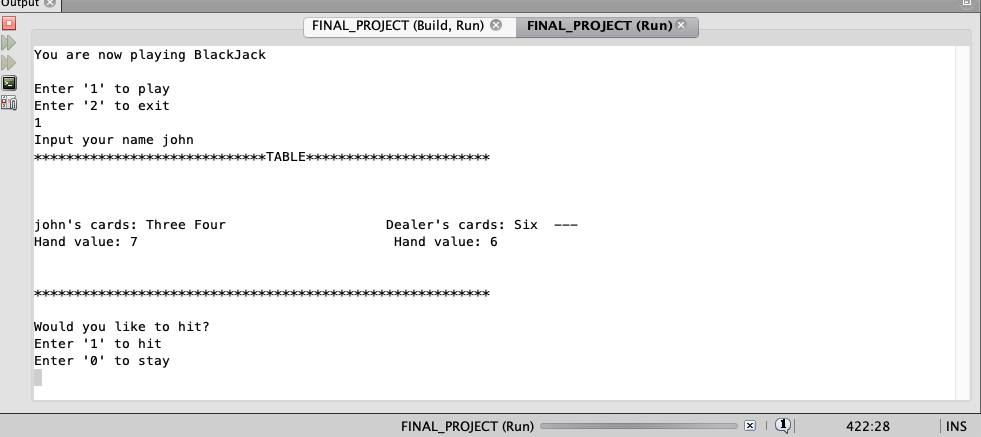 Output
FINAL_PROJECT (Build, Run) FINAL_PROJECT (Run)
You are now playing BlackJack
Enter '1' to play
Enter '2' to exit
1
Input your name john
*****************************TABLE***********************
john's cards: Three Four                    Dealer's cards: Six  ---
Hand value: 7                                Hand value: 6
*********************************************************
Would you like to hit?
Enter '1' to hit
Enter '0' to stay
FINAL_PROJECT (Run) 1 422:28 INS